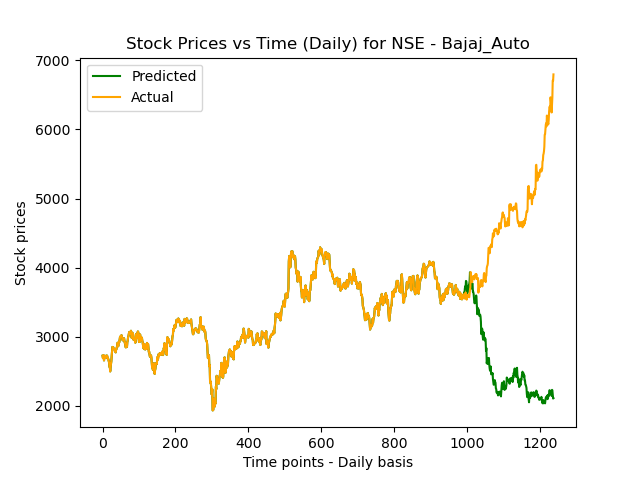 Stock Prices vs Time (Daily) for NSE - Bajaj_Auto
Predicted
Actual
7000
6000
5000
4000
3000
2000
Stock prices
0 200 400 600 800 1000 1200
Time points - Daily basis